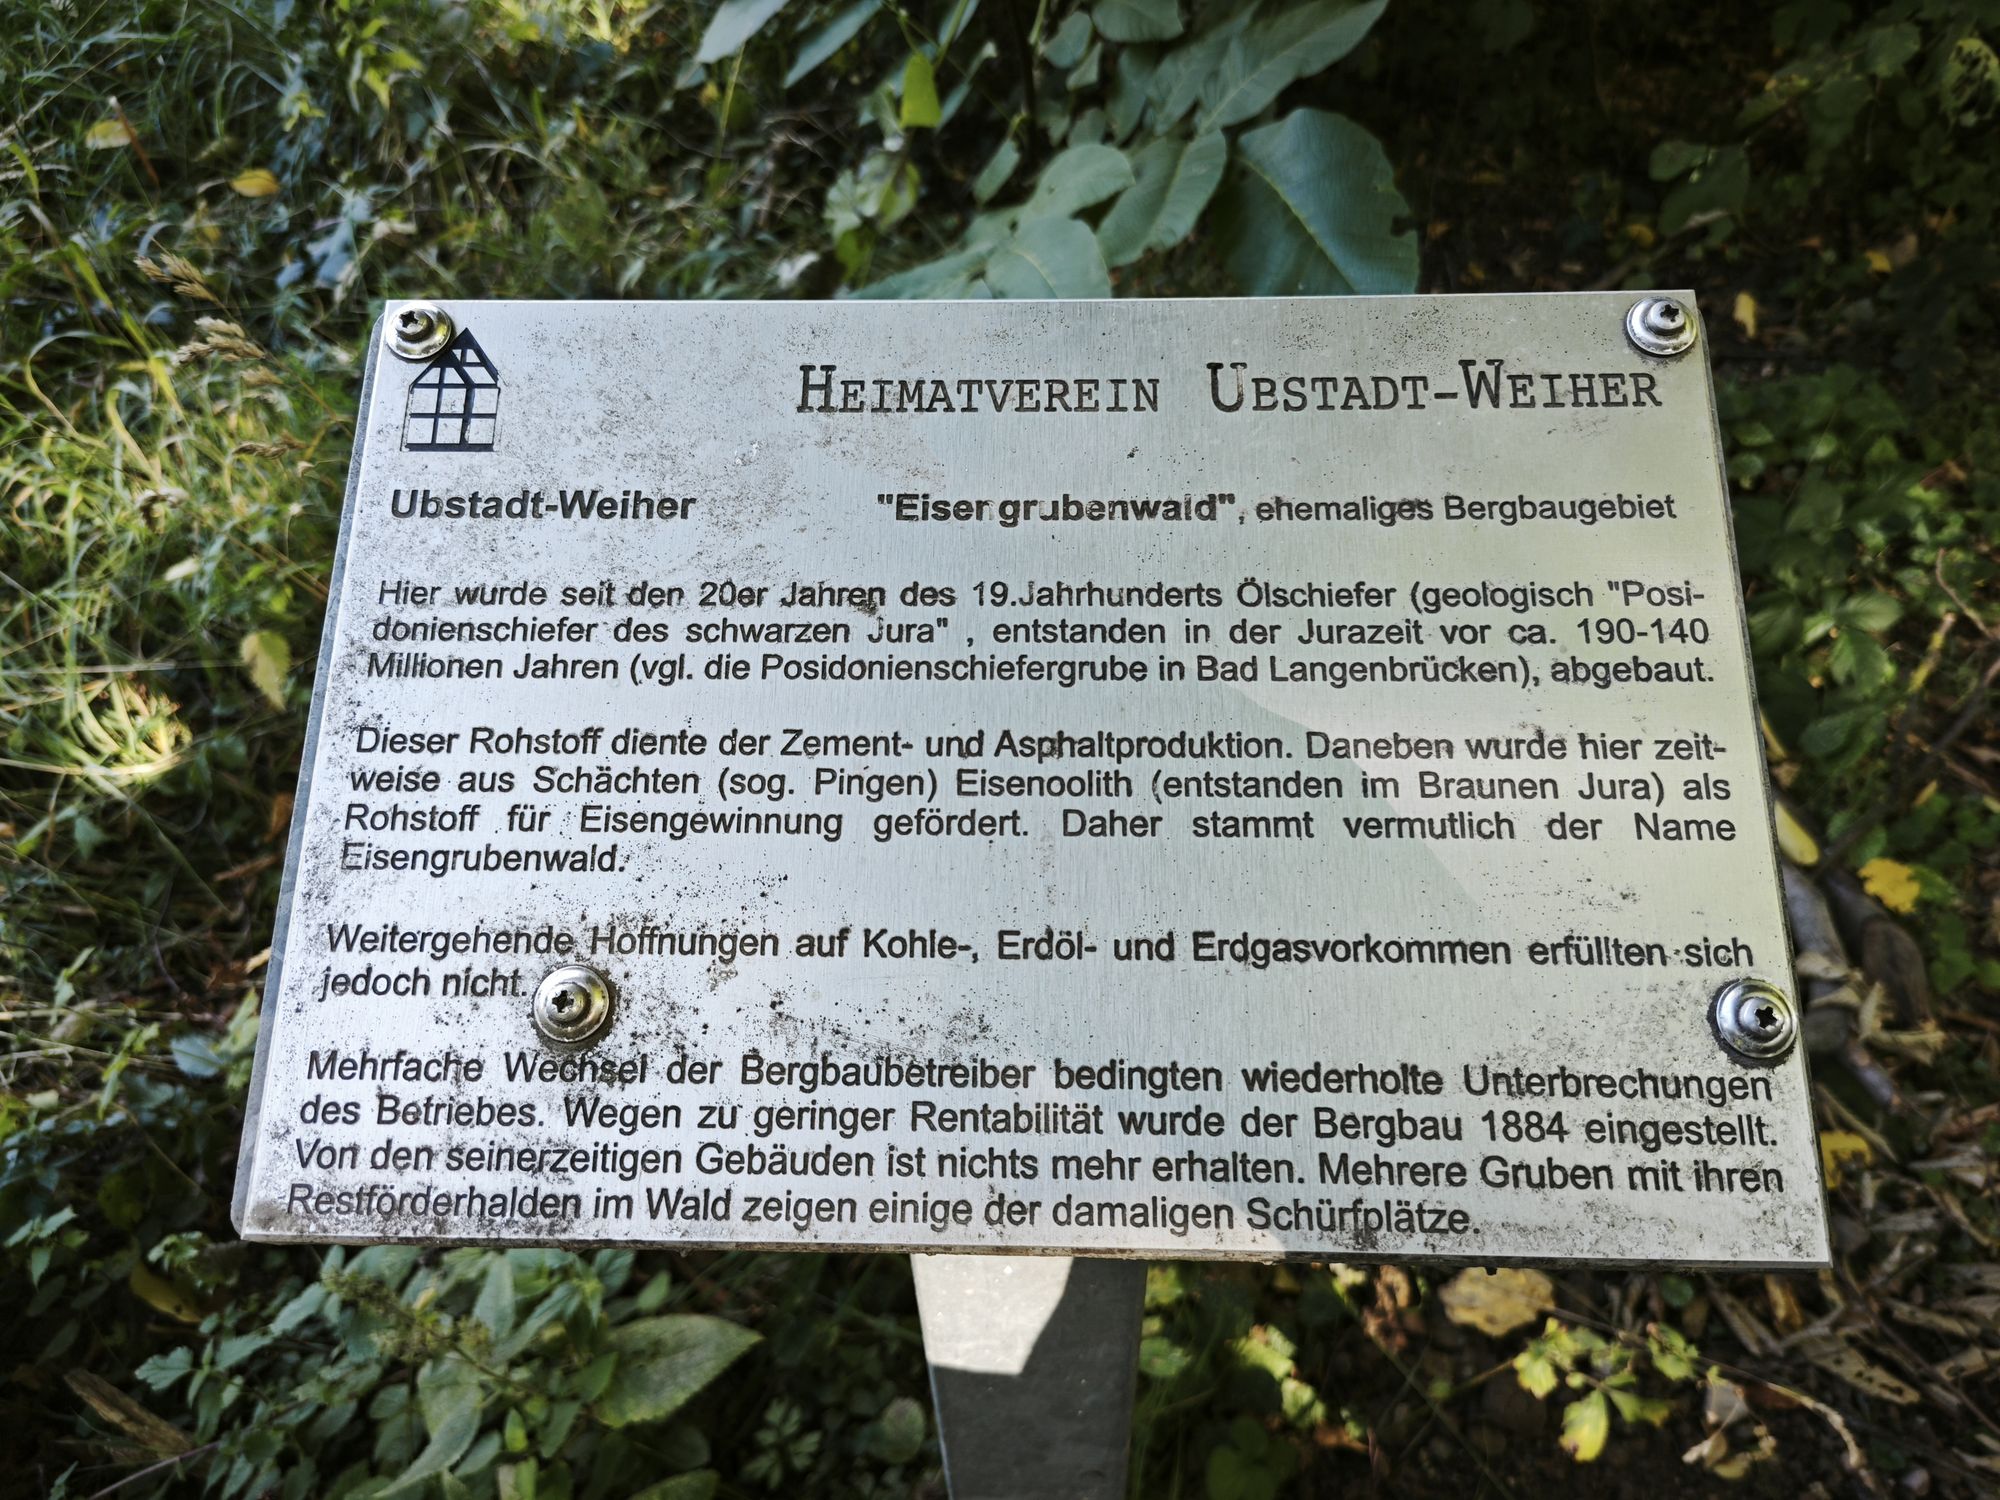 HEIMATVEREIN UBSTADT-WEIHER
Ubstadt-Weiher "Eisengrubenwald", ehemaliges Bergbaugebiet
Hier wurde seit den 20er Jahren des 19.Jahrhunderts Ölschiefer (geologisch "Posi-
donienschiefer des schwarzen Jura" , entstanden in der Jurazeit vor ca. 190-140
Millionen Jahren (vgl. die Posidonienschiefergrube in Bad Langenbrücken), abgebaut.
Dieser Rohstoff diente der Zement- und Asphaltproduktion. Daneben wurde hier zeit-
weise aus Schächten (sog. Pingen) Eisenoolith (entstanden im Braunen Jura) als
Rohstoff für Eisengewinnung gefördert. Daher stammt vermutlich der Name
Eisengrubenwald.
Weitergehende Hoffnungen auf Kohle-, Erdöl- und Erdgasvorkommen erfüllten sich
jedoch nicht.
Mehrfache Wechsel der Bergbaubetreiber bedingten wiederholte Unterbrechungen
des Betriebes. Wegen zu geringer Rentabilität wurde der Bergbau 1884 eingestellt.
Von den seinerzeitigen Gebäuden ist nichts mehr erhalten. Mehrere Gruben mit ihren
Restförderhalden im Wald zeigen einige der damaligen Schürfplätze.